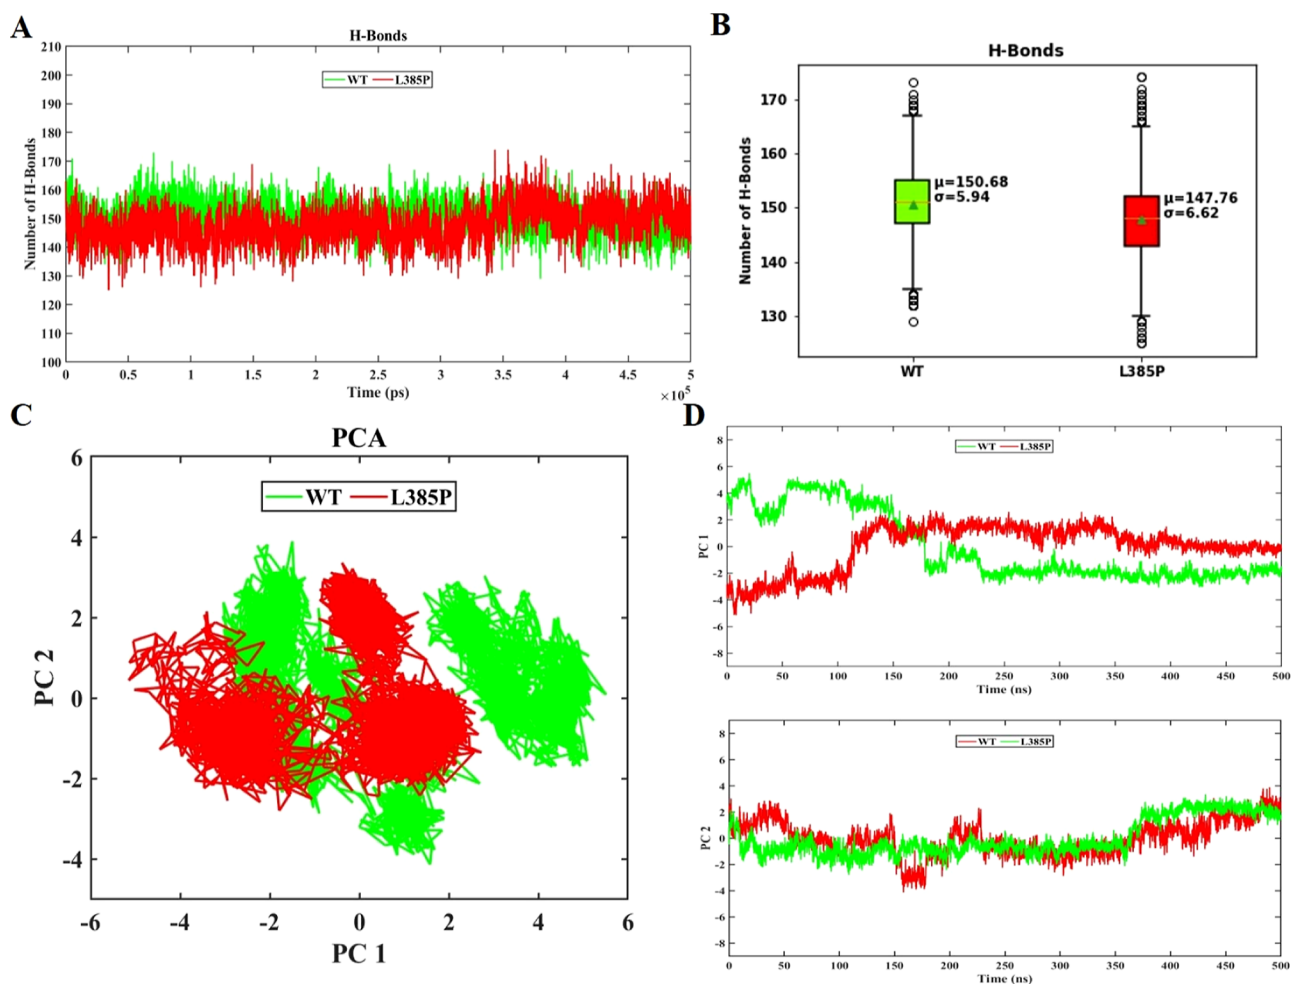 A
H-Bonds
210
200
190
180
170
160
150
140
130
120
110
100
Number of H-Bonds
WT L385P
0 0.5 1 1.5 2 2.5 3 3.5 4 4.5 5
Time (ps)
×10⁵
B
H-Bonds
170
160
150
140
130
Number of H-Bonds
μ=150.68
σ=5.94
μ=147.76
σ=6.62
WT L385P
C
PCA
6
4
2
0
-2
-4
PC 2
WT L385P
-6 -4 -2 0 2 4 6
PC 1
D
8
6
4
2
0
-2
-4
-6
-8
PC 1
WT L385P
0 50 100 150 200 250 300 350 400 450 500
Time (ns)
8
6
4
2
0
-2
-4
-6
-8
PC 2
WT L385P
0 50 100 150 200 250 300 350 400 450 500
Time (ns)